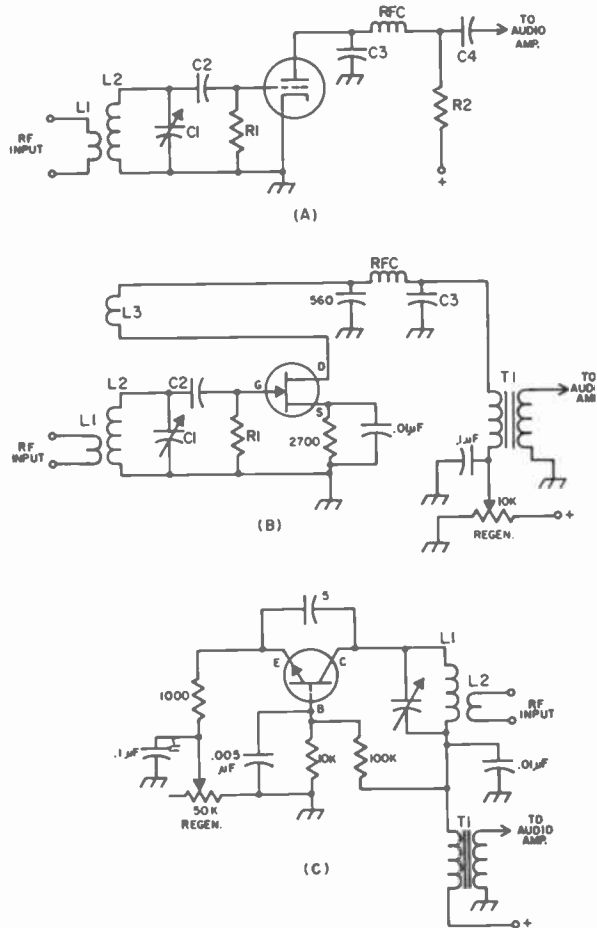 RFC
TO
AUDIO
AMP.
C3
C4
L2
C2
L1
C1
R1
R2
RF
INPUT
+
(A)
RFC
560
C3
L3
D
L2
C2
G
T1
TO
AUDIO
AMP.
S
L1
C1
R1
2700
.01µF
RF
INPUT
.1µF
10K
+
REGEN.
(B)
5
E
C
L1
L2
1000
B
RF
INPUT
.1µF
.005
µF
10K
100K
.01µF
50K
REGEN.
T1
TO
AUDIO
AMP.
(C)
+